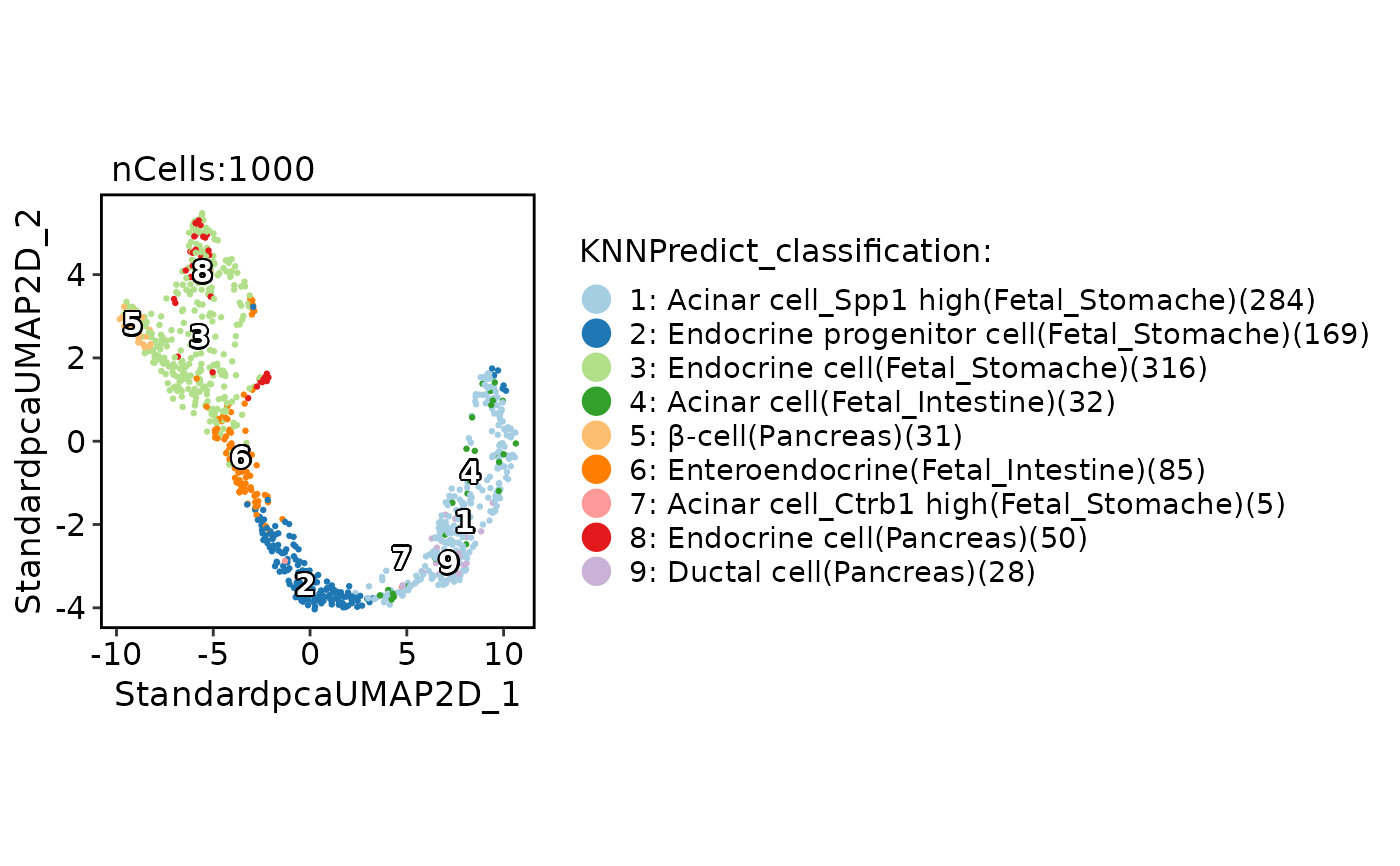 nCells:1000
StandardpcaUMAP2D_2
4
2
0
-2
-4
8
5
3
6
4
1
7
9
2
-10 -5 0 5 10
StandardpcaUMAP2D_1
KNNPredict_classification:
1: Acinar cell_Spp1 high(Fetal_Stomache)(284)
2: Endocrine progenitor cell(Fetal_Stomache)(169)
3: Endocrine cell(Fetal_Stomache)(316)
4: Acinar cell(Fetal_Intestine)(32)
5: β-cell(Pancreas)(31)
6: Enteroendocrine(Fetal_Intestine)(85)
7: Acinar cell_Ctrb1 high(Fetal_Stomache)(5)
8: Endocrine cell(Pancreas)(50)
9: Ductal cell(Pancreas)(28)